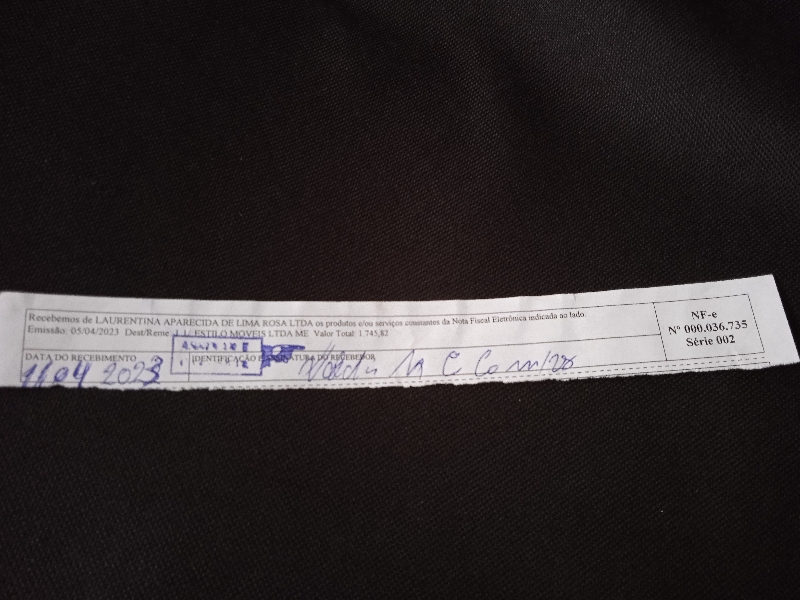 Recebemos de LAURENTINA APARECIDA DE LIMA ROSA LTDA os produtos e/ou serviços constantes da Nota Fiscal Eletrônica indicada ao lado.
Emissão: 05/04/2023 Dest/Reme: J L ESTILO MOVEIS LTDA ME Valor Total: 1.745,82
DATA DO RECEBIMENTO
IDENTIFICAÇÃO E ASSINATURA DO RECEBEDOR
11 04 2023
NF-e
Nº 000.036.735
Série 002